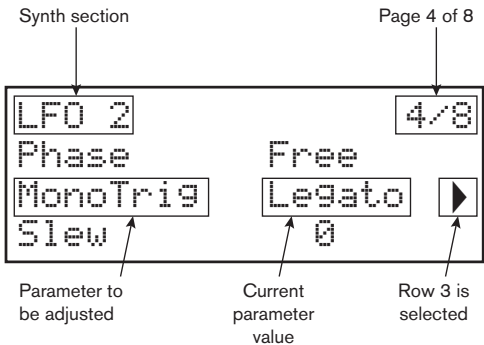 Synth section
Page 4 of 8
LFO 2 4/8
Phase Free
MonoTrig Legato
Slew 0
Parameter to
be adjusted
Current
parameter
value
Row 3 is
selected